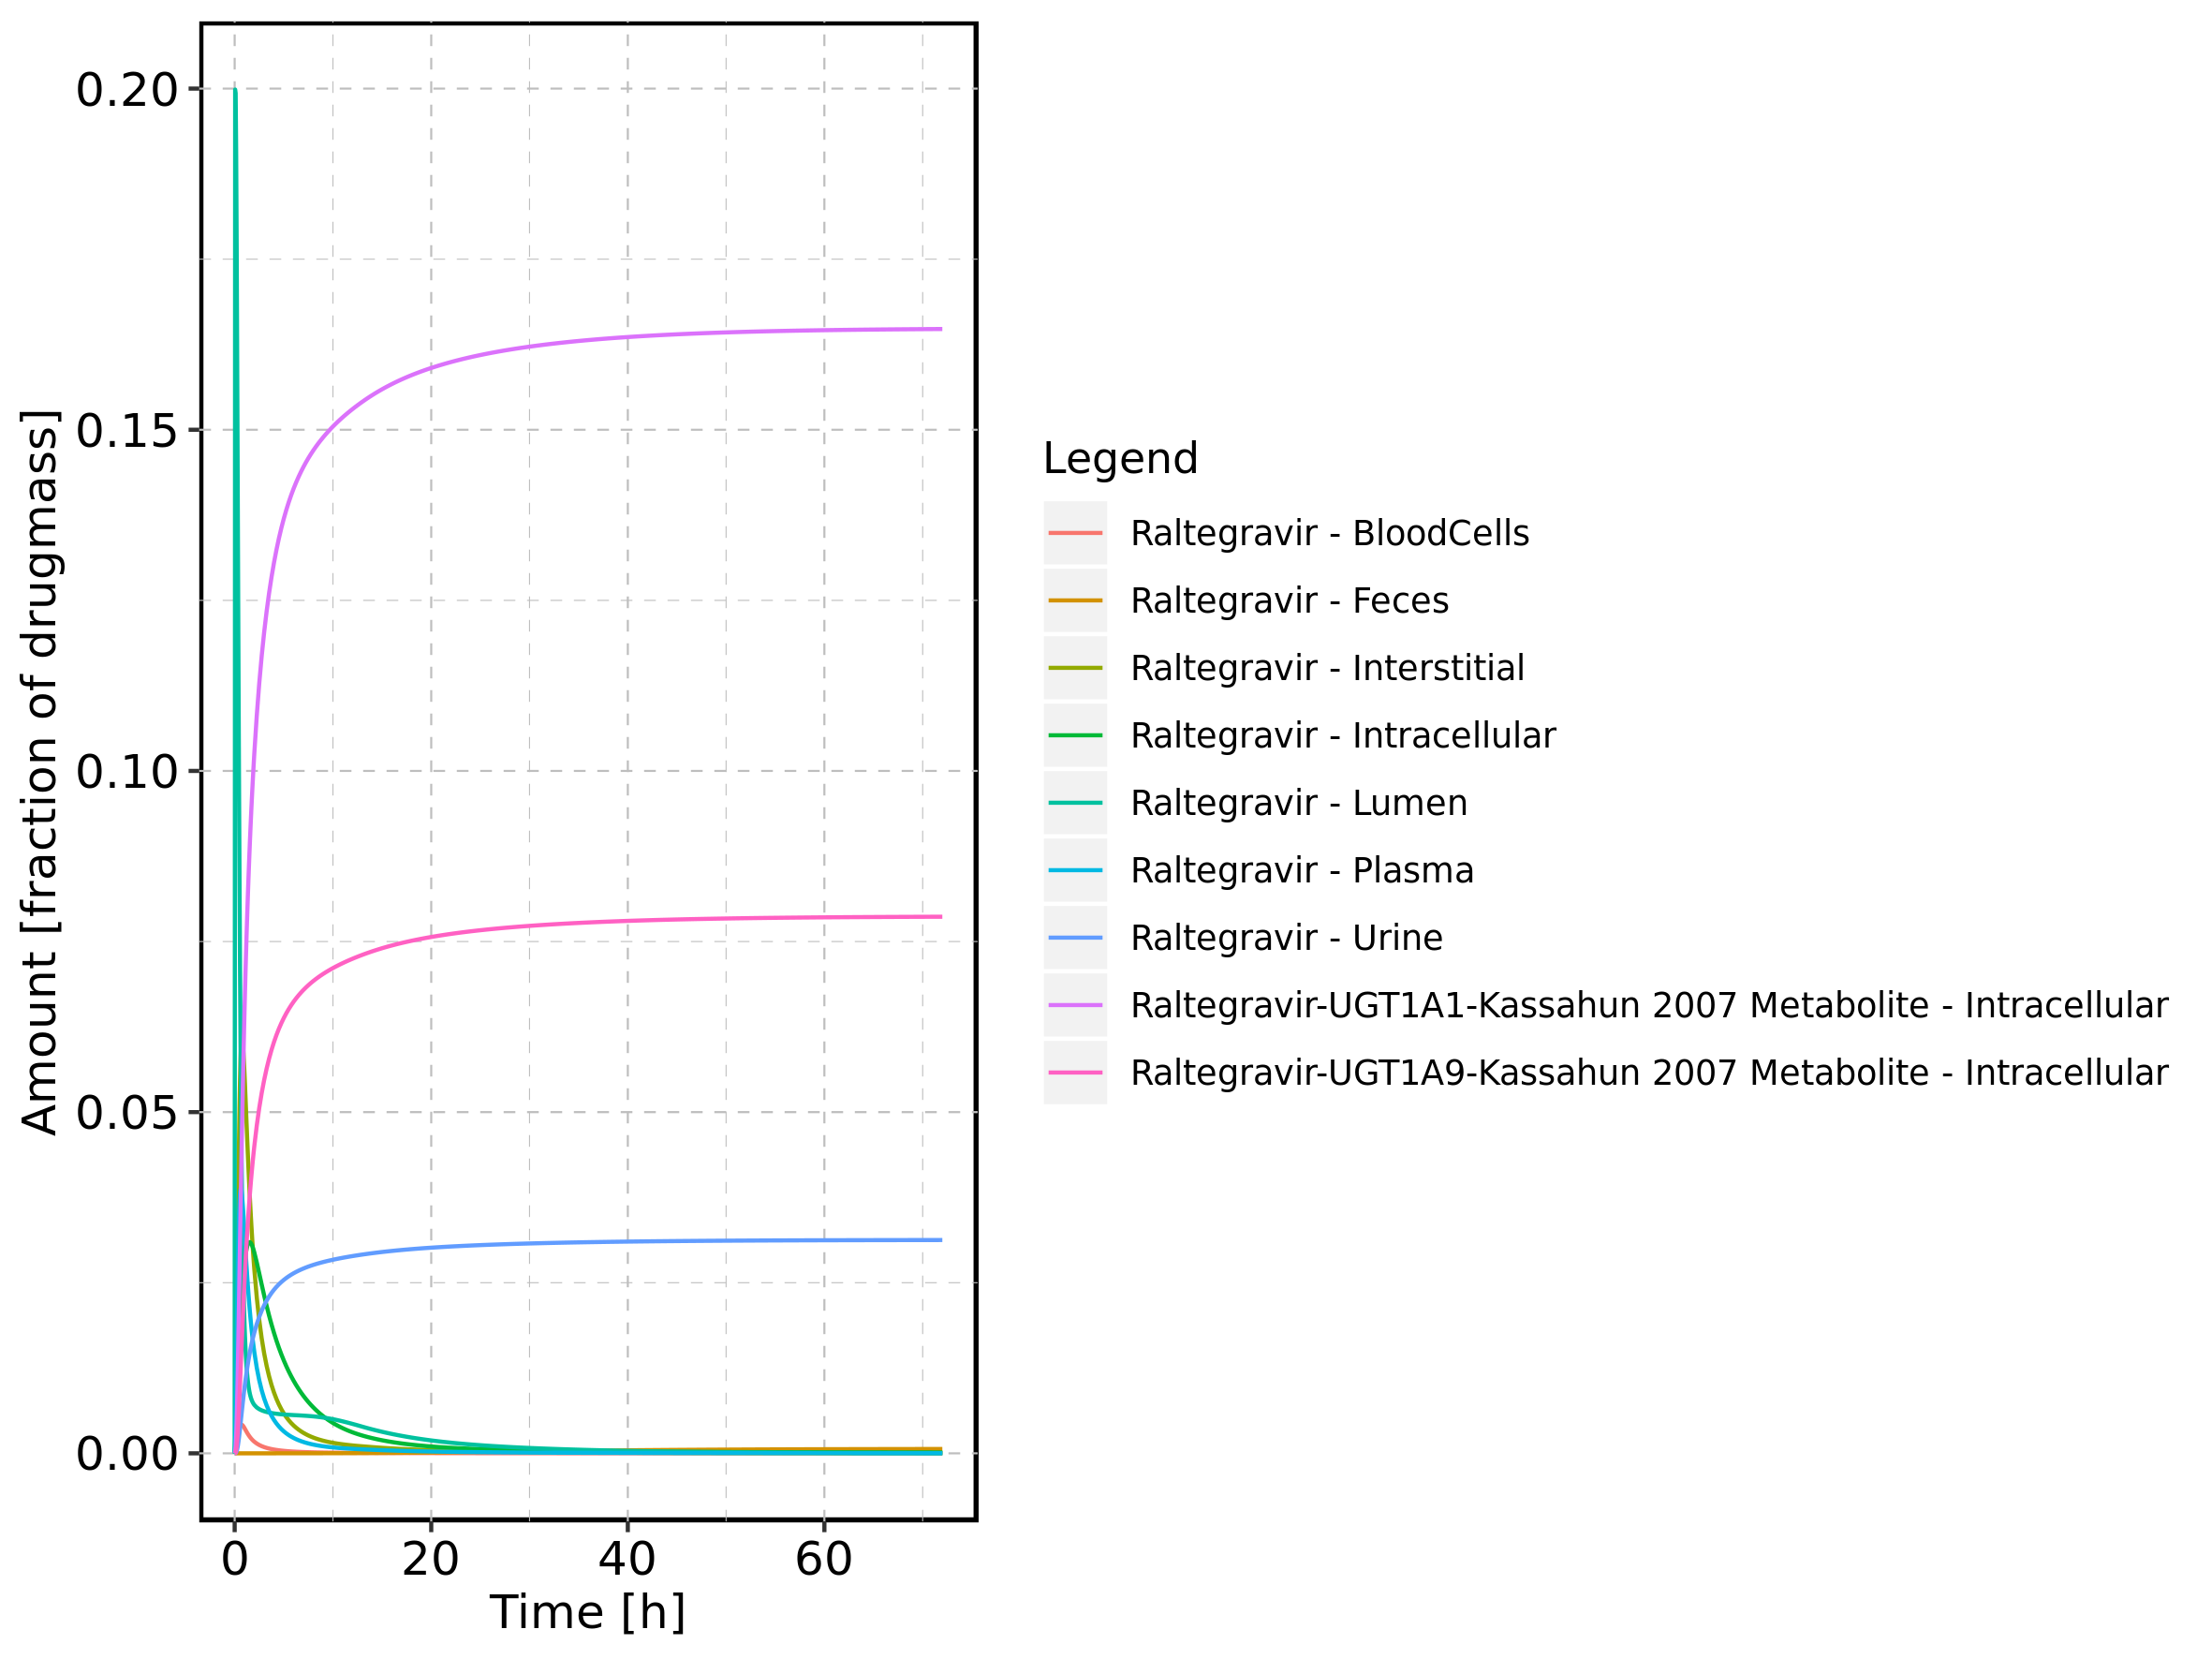 0.20
0.15
0.10
0.05
0.00
Amount [fraction of drugmass]
0 20 40 60
Time [h]
Legend
Raltegravir - BloodCells
Raltegravir - Feces
Raltegravir - Interstitial
Raltegravir - Intracellular
Raltegravir - Lumen
Raltegravir - Plasma
Raltegravir - Urine
Raltegravir-UGT1A1-Kassahun 2007 Metabolite - Intracellular
Raltegravir-UGT1A9-Kassahun 2007 Metabolite - Intracellular